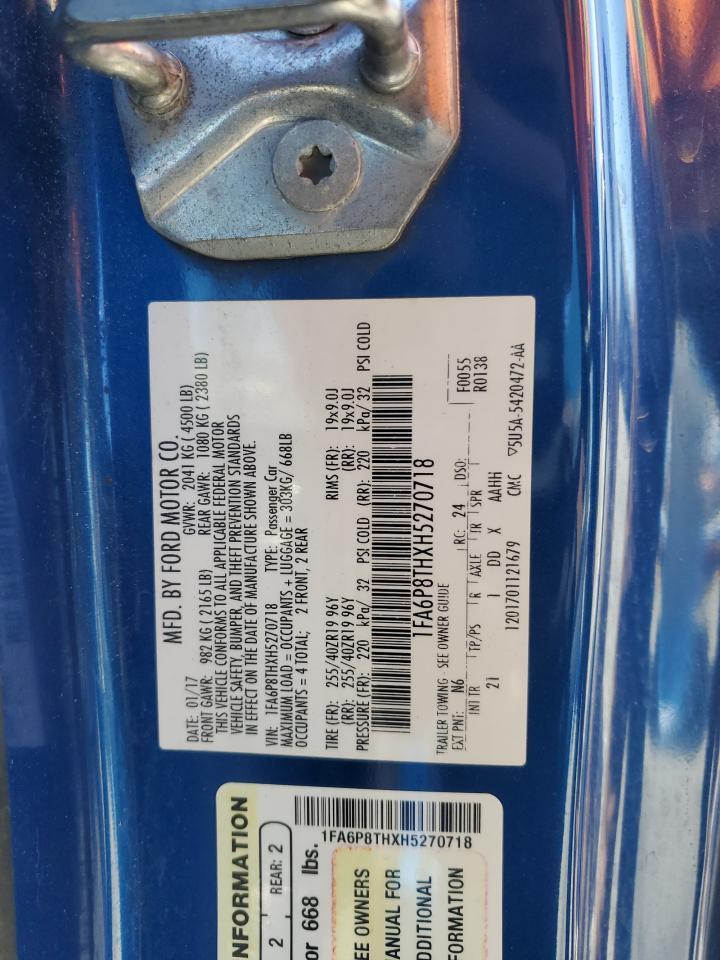 MFD. BY FORD MOTOR CO.
DATE: 01/17 GVWR: 2041 KG ( 4500 LB)
FRONT GAWR: 982 KG ( 2165 LB) REAR GAWR: 1080 KG ( 2380 LB)
THIS VEHICLE CONFORMS TO ALL APPLICABLE FEDERAL MOTOR
VEHICLE SAFETY, BUMPER, AND THEFT PREVENTION STANDARDS
IN EFFECT ON THE DATE OF MANUFACTURE SHOWN ABOVE.
VIN: 1FA6P8THXH5270718 TYPE: Passenger Car
MAXIMUM LOAD = OCCUPANTS + LUGGAGE = 303KG/ 668LB
OCCUPANTS = 4 TOTAL; 2 FRONT, 2 REAR
TIRE (FR): 255/40ZR19 96Y RIMS (FR): 19x9.0J
(RR): 255/40ZR19 96Y (RR): 19x9.0J
PRESSURE (FR): 220 kPa/ 32 PSI COLD (RR): 220 kPa/ 32 PSI COLD
1FA6P8THXH5270718
TRAILER TOWING - SEE OWNER GUIDE
EXT PNT: N6 RC: 24 DSO: F0055
R0138
INT TR TP/PS R AXLE TR SPR
21 I DD X AAHH
1201701121679 CMC 5U5A-5420472-AA
NFORMATION
2 REAR: 2
or 668 lbs.
1FA6P8THXH5270718
EE OWNERS
ANUAL FOR
DDITIONAL
FORMATION